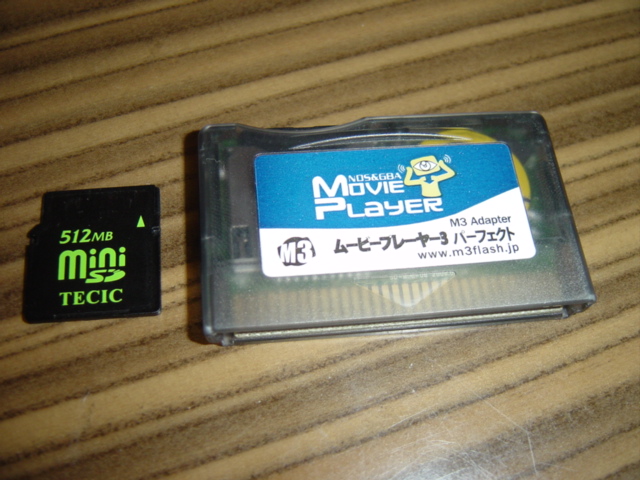 512MB
mini
SD
TECIC
NDS&GBA
MOVIE
PLAYER
M3 Adapter
M3
ムービープレーヤー3 パーフェクト
www.m3flash.jp